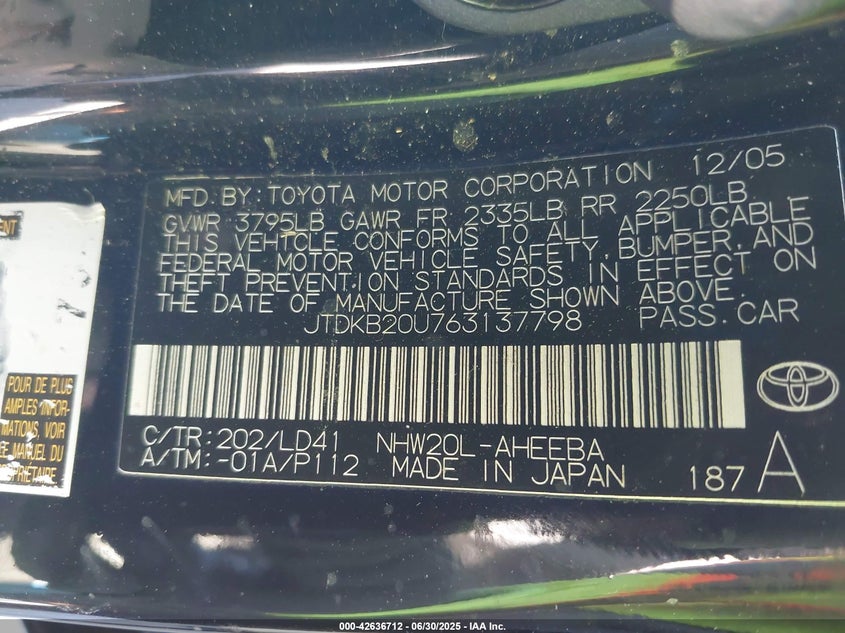 MFD. BY: TOYOTA MOTOR CORPORATION 12/05
GVWR 3795LB GAWR FR 2335LB RR 2250LB
THIS VEHICLE CONFORMS TO ALL APPLICABLE
FEDERAL MOTOR VEHICLE SAFETY, BUMPER, AND
THEFT PREVENTION STANDARDS IN EFFECT ON
THE DATE OF MANUFACTURE SHOWN ABOVE.
JTDKB20U763137798 PASS. CAR
C/TR: 202/LD41 NHW20L-AHEEBA
A/TM: -01A/P112 MADE IN JAPAN 187 A
POUR DE PLUS
AMPLES INFOR-
MATIONS, VOIR
MANUEL DU
000-42636712 - 06/30/2025 - IAA Inc.